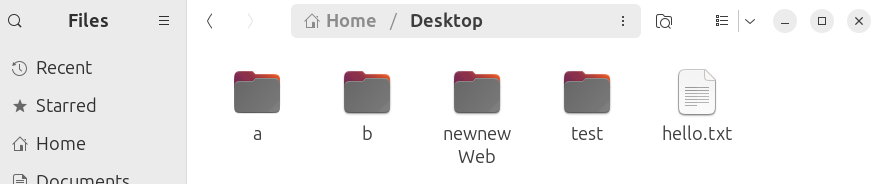 Files
Home / Desktop
Recent
Starred
Home
Documents
a
b
newnew
Web
test
hello.txt